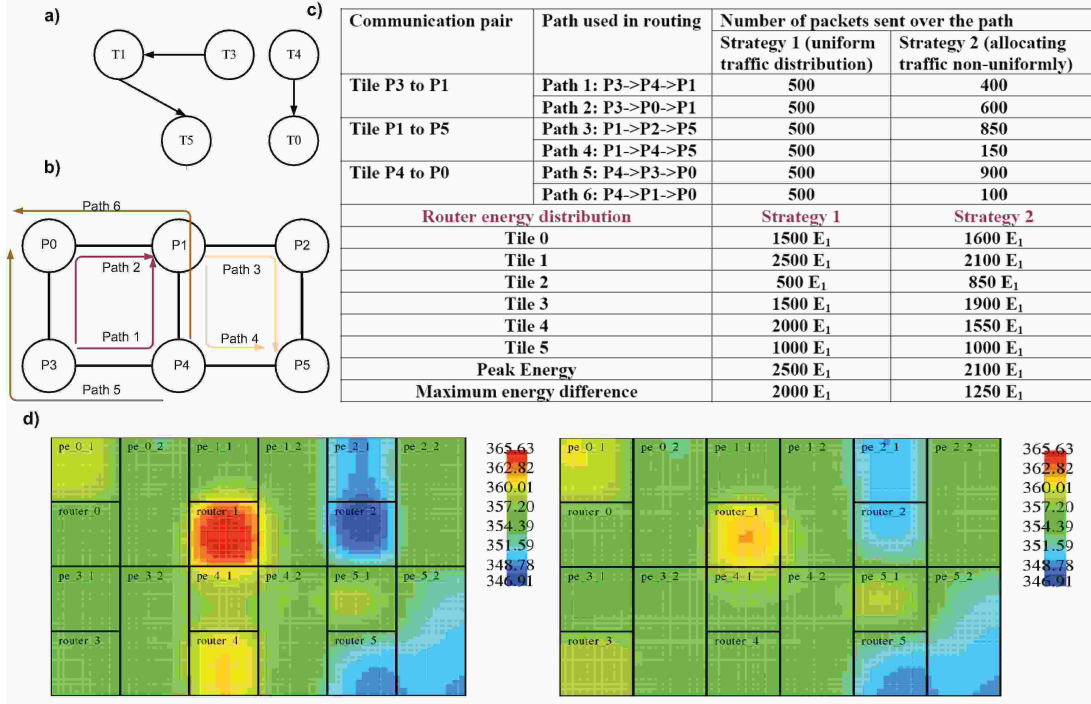 a)
T1
T3
T4
T5
T0
b)
Path 6
P0
P1
P2
Path 2
Path 3
Path 1
Path 4
P3
P4
P5
Path 5
c)
Communication pair
Path used in routing
Number of packets sent over the path
Strategy 1 (uniform
traffic distribution)
Strategy 2 (allocating
traffic non-uniformly)
Tile P3 to P1
Path 1: P3->P4->P1
500
400
Path 2: P3->P0->P1
500
600
Tile P1 to P5
Path 3: P1->P2->P5
500
850
Path 4: P1->P4->P5
500
150
Tile P4 to P0
Path 5: P4->P3->P0
500
900
Path 6: P4->P1->P0
500
100
Router energy distribution
Strategy 1
Strategy 2
Tile 0
1500 E₁
1600 E₁
Tile 1
2500 E₁
2100 E₁
Tile 2
500 E₁
850 E₁
Tile 3
1500 E₁
1900 E₁
Tile 4
2000 E₁
1550 E₁
Tile 5
1000 E₁
1000 E₁
Peak Energy
2500 E₁
2100 E₁
Maximum energy difference
2000 E₁
1250 E₁
d)
pe_0_1
pe_0_2
pe_1_1
pe_1_2
pe_2_1
pe_2_2
router_0
router_1
router_2
pe_3_1
pe_3_2
pe_4_1
pe_4_2
pe_5_1
pe_5_2
router_3
router_4
router_5
365.63
362.82
360.01
357.20
354.39
351.59
348.78
346.91
pe_0_1
pe_0_2
pe_1_1
pe_1_2
pe_2_1
pe_2_2
router_0
router_1
router_2
pe_3_1
pe_3_2
pe_4_1
pe_4_2
pe_5_1
pe_5_2
router_3
router_4
router_5
365.63
362.82
360.01
357.20
354.39
351.59
348.78
346.91